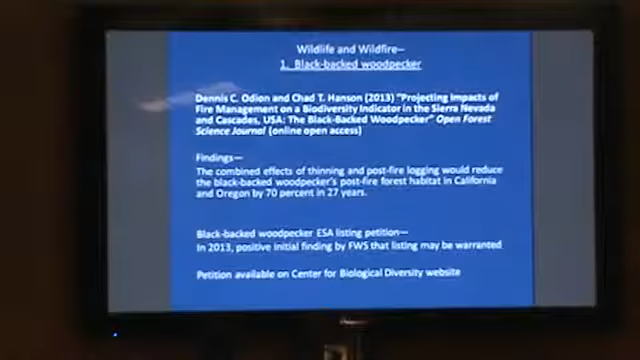 Wildlife and Wildfire—
1. Black-backed woodpecker
Dennis C. Odion and Chad T. Hanson (2013) "Projecting Impacts of
Fire Management on a Biodiversity Indicator in the Sierra Nevada
and Cascades, USA: The Black-Backed Woodpecker" Open Forest
Science Journal (online open access)
Findings—
The combined effects of thinning and post-fire logging would reduce
the black-backed woodpecker's post-fire forest habitat in California
and Oregon by 70 percent in 27 years.
Black-backed woodpecker ESA listing petition—
In 2013, positive initial finding by FWS that listing may be warranted
Petition available on Center for Biological Diversity website